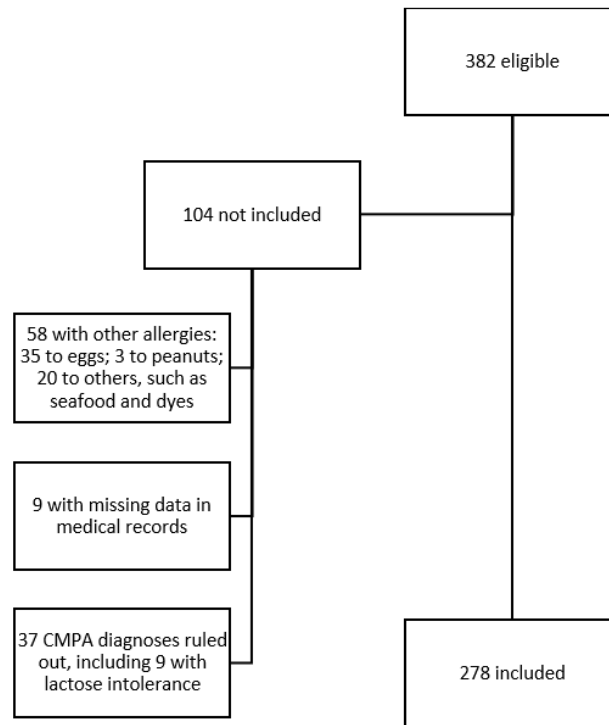 382 eligible
104 not included
58 with other allergies:
35 to eggs; 3 to peanuts;
20 to others, such as
seafood and dyes
9 with missing data in
medical records
37 CMPA diagnoses ruled
out, including 9 with
lactose intolerance
278 included